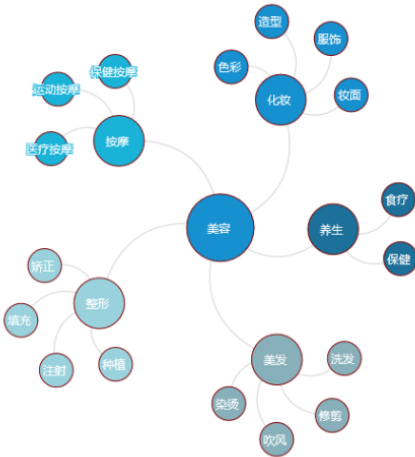 造型
服饰
色彩
化妆
妆面
保健按摩
运动按摩
医疗按摩
按摩
美容
养生
食疗
保健
矫正
整形
填充
注射
种植
美发
洗发
染烫
修剪
吹风